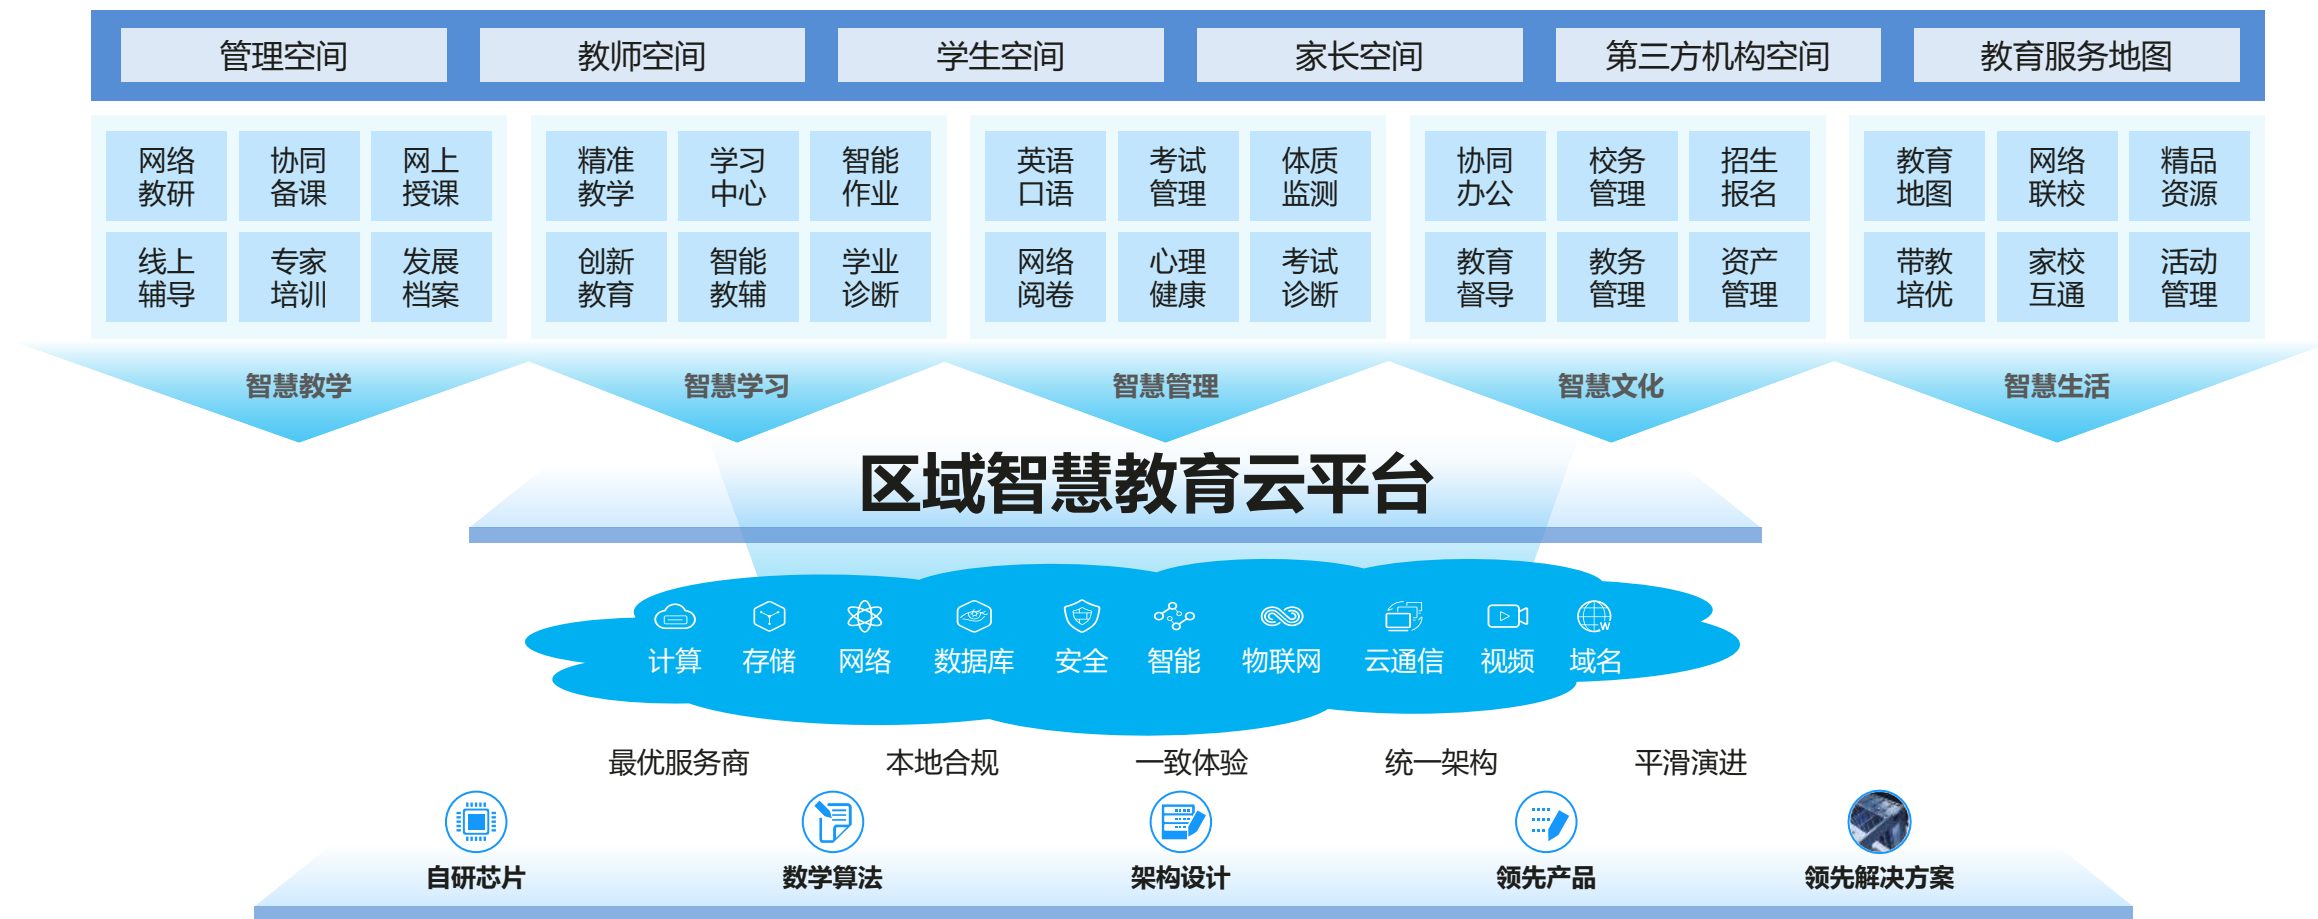 管理空间
教师空间
学生空间
家长空间
第三方机构空间
教育服务地图
网络
教研
协同
备课
网上
授课
线上
辅导
专家
培训
发展
档案
精准
教学
学习
中心
智能
作业
创新
教育
智能
教辅
学业
诊断
英语
口语
考试
管理
体质
监测
网络
阅卷
心理
健康
考试
诊断
协同
办公
校务
管理
招生
报名
教育
督导
教务
管理
资产
管理
教育
地图
网络
联校
精品
资源
带教
培优
家校
互通
活动
管理
智慧教学
智慧学习
智慧管理
智慧文化
智慧生活
区域智慧教育云平台
W
计算
存储
网络
数据库
安全
智能
物联网
云通信
视频
域名
最优服务商
本地合规
一致体验
统一架构
平滑演进
自研芯片
数学算法
架构设计
领先产品
领先解决方案